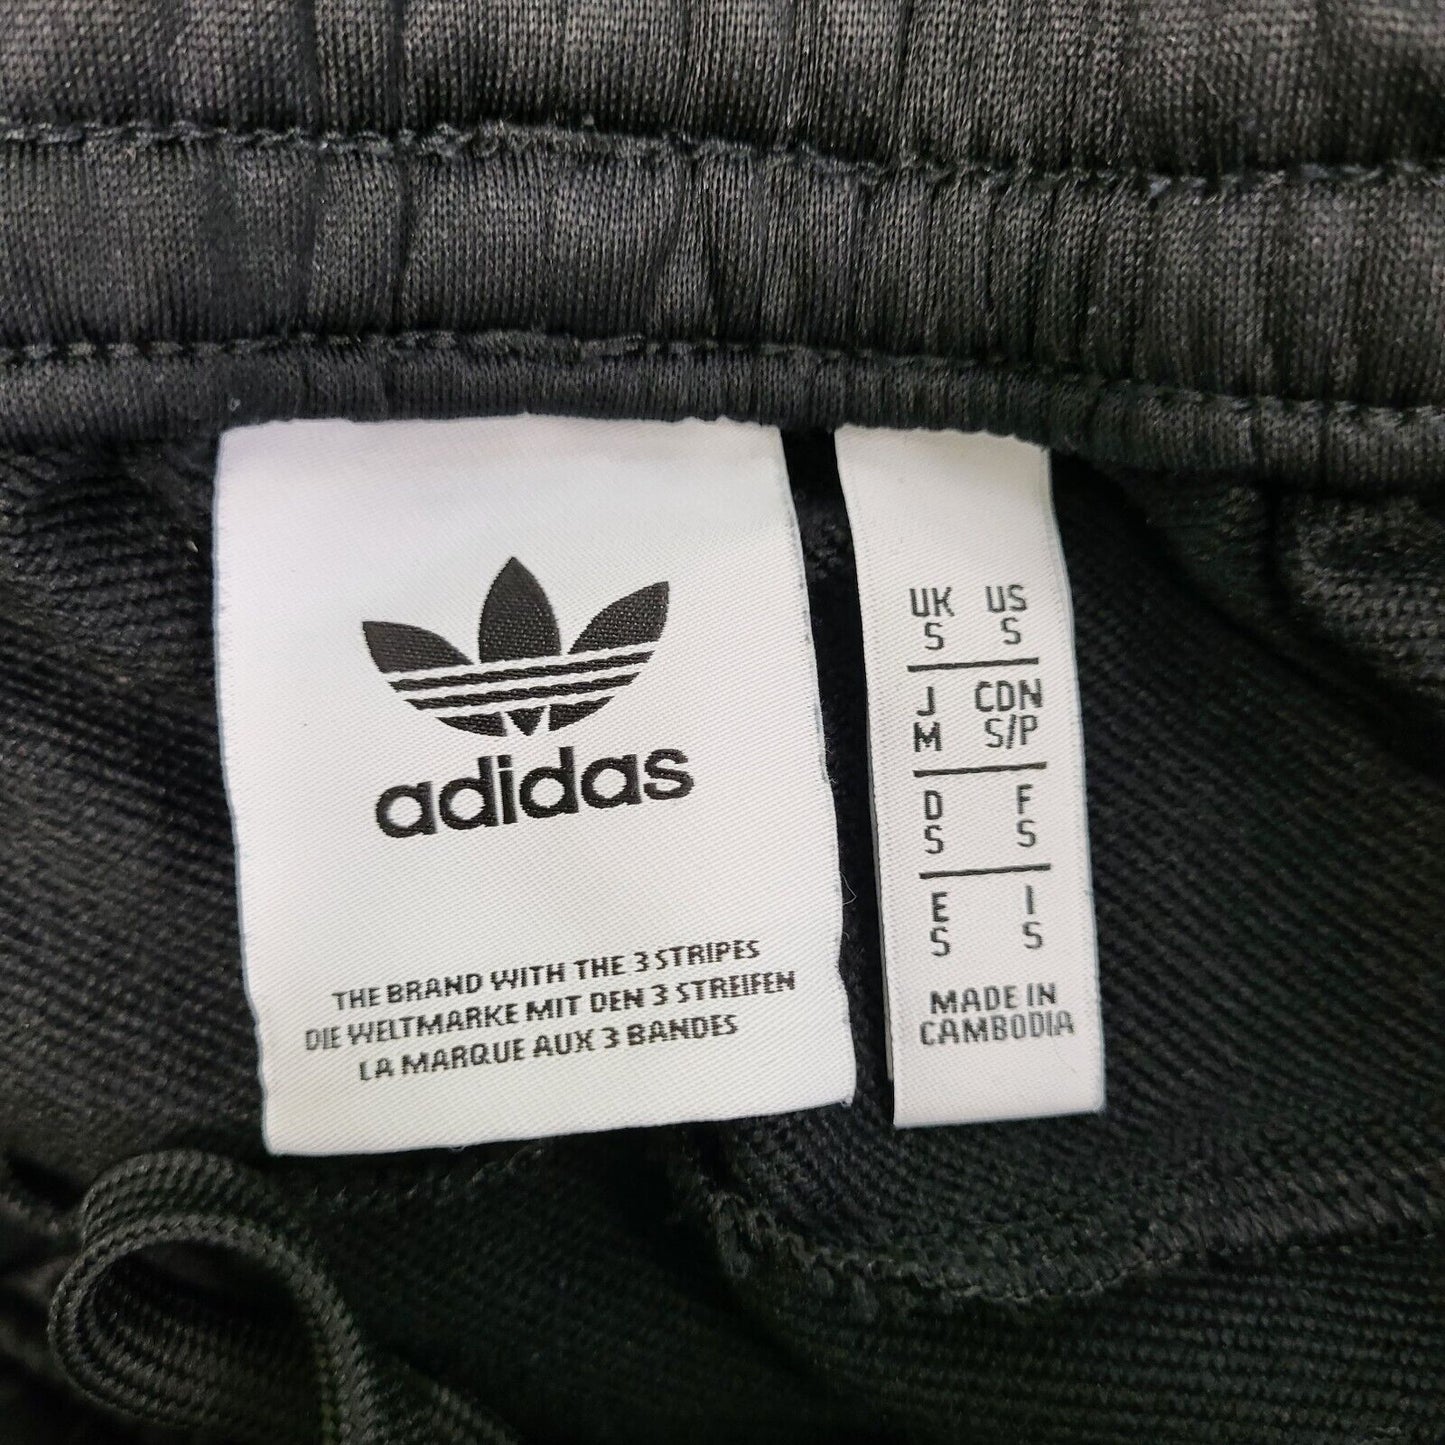 adidas
THE BRAND WITH THE 3 STRIPES
DIE WELTMARKE MIT DEN 3 STREIFEN
LA MARQUE AUX 3 BANDES
UK US
S S
J CDN
M S/P
D F
S S
E I
S S
MADE IN
CAMBODIA